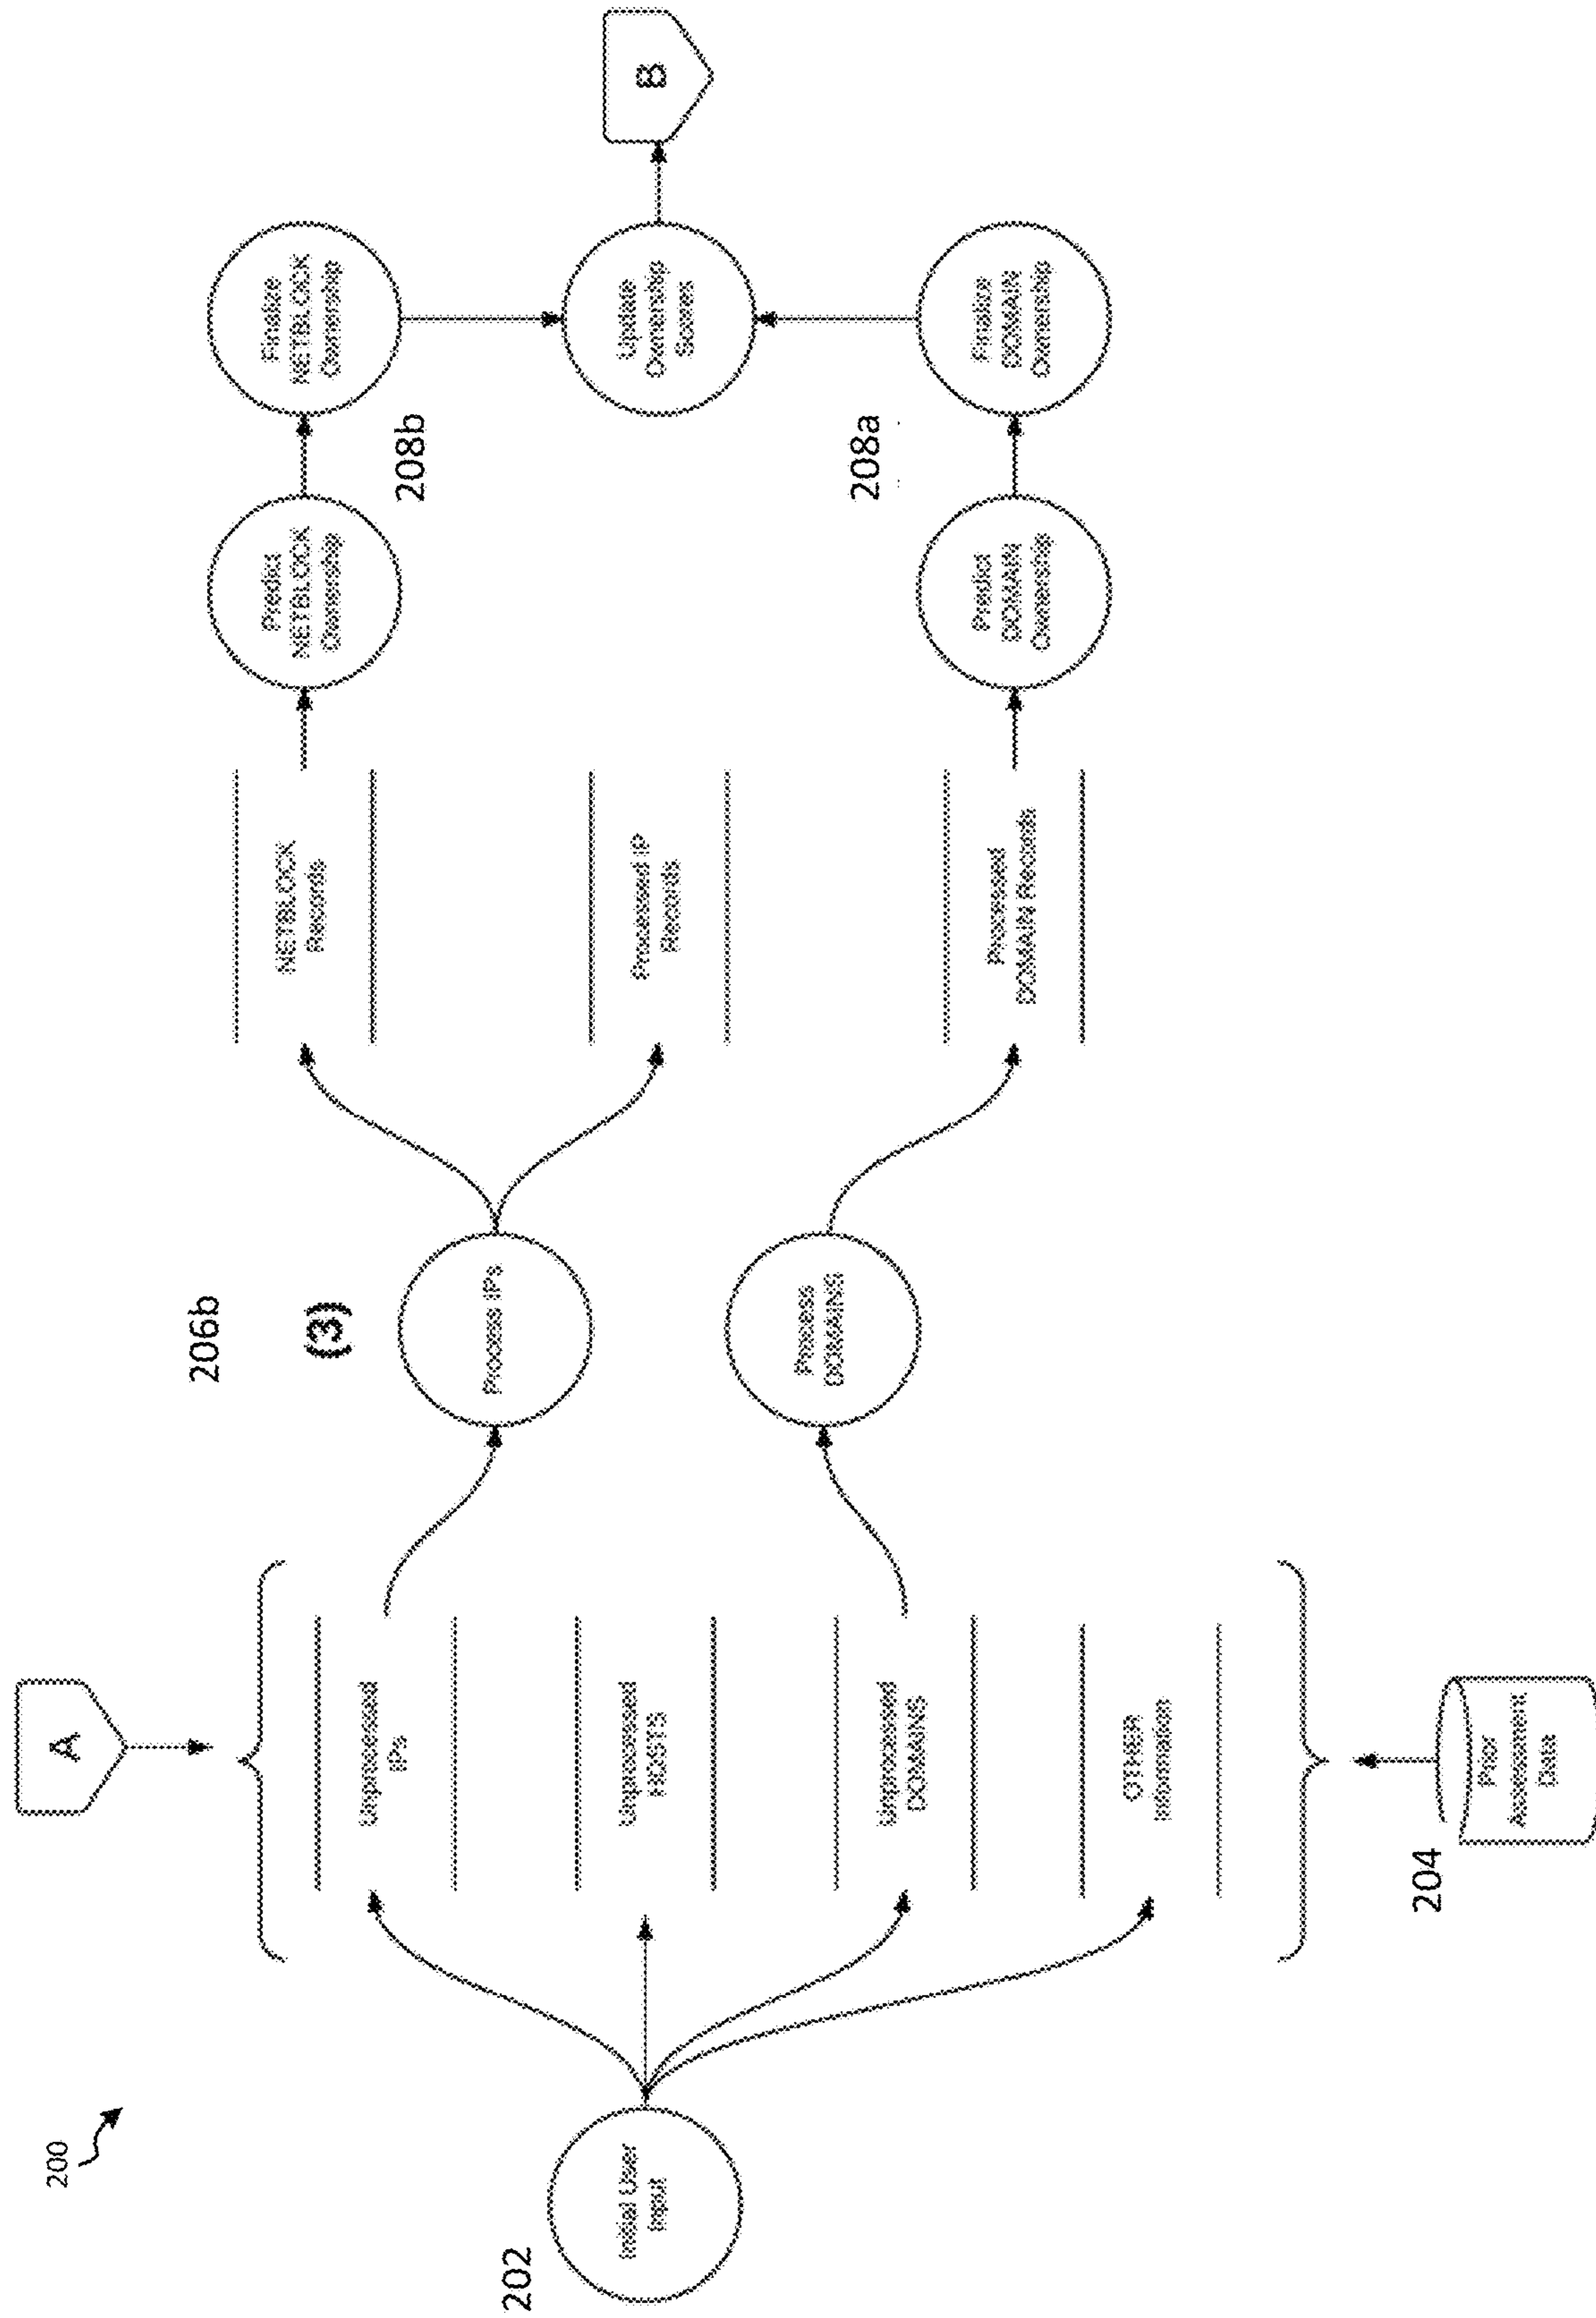 200
202
Initial User
Input
A
Unprocessed
IPs
Unprocessed
HOSTS
Unprocessed
DOMAINS
OTHER
Information
204
Prior
Assessment
Data
206b
(3)
Process IPs
Process
DOMAINS
NETBLOCK
Records
Processed IP
Records
Processed
DOMAIN Records
Predict
NETBLOCK
Ownership
208b
Finalize
NETBLOCK
Ownership
Predict
DOMAIN
Ownership
208a
Finalize
DOMAIN
Ownership
Update
Ownership
Scores
B